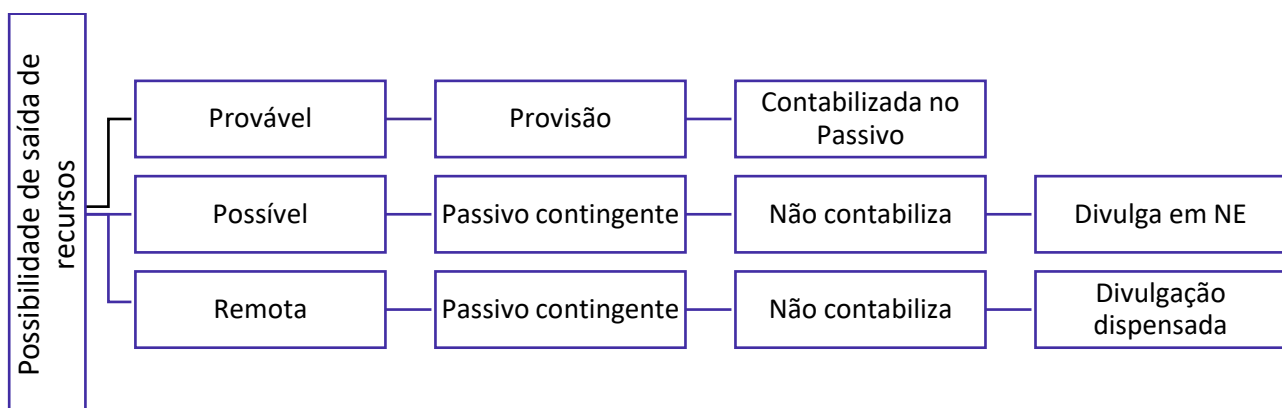 Possibilidade de saída de
recursos
Provável
Provisão
Contabilizada no
Passivo
Possível
Passivo contingente
Não contabiliza
Divulga em NE
Remota
Passivo contingente
Não contabiliza
Divulgação
dispensada